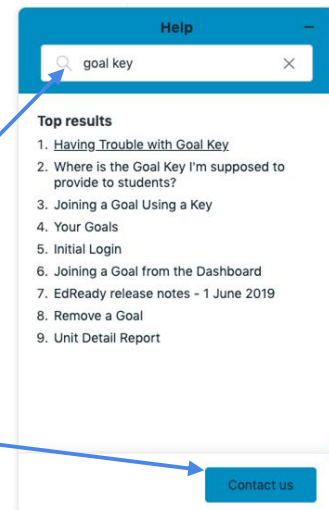 Help
goal key
Top results
1. Having Trouble with Goal Key
2. Where is the Goal Key I'm supposed to
provide to students?
3. Joining a Goal Using a Key
4. Your Goals
5. Initial Login
6. Joining a Goal from the Dashboard
7. EdReady release notes - 1 June 2019
8. Remove a Goal
9. Unit Detail Report
Contact us